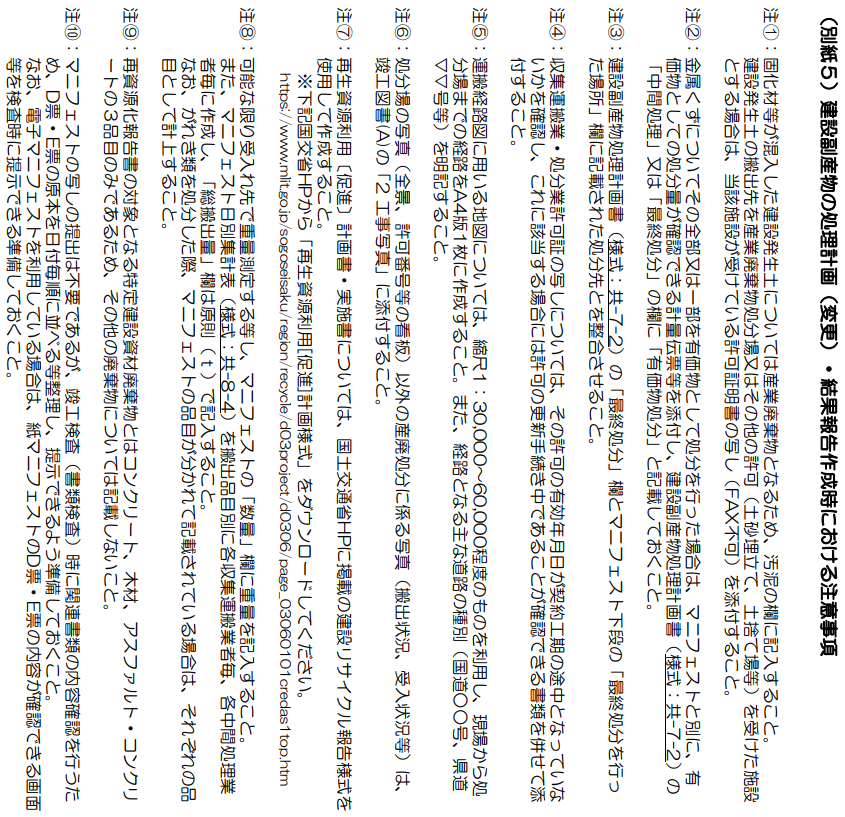 （別紙５）建設副産物の処理計画（変更）・結果報告作成時における注意事項
注①：固化材等が混入した建設発生土については産業廃棄物となるため、汚泥の欄に記入すること。
建設発生土の搬出先を産業廃棄物処分場又はその他の許可（土砂埋立て、土捨て場等）を受けた施設
とする場合は、当該施設が受けている許可証明書の写し（FAX不可）を添付すること。
注②：金属くずについてその全部又は一部を有価物として処分を行った場合は、マニフェストと別に、有
価物としての処分量が確認できる計量伝票等を添付し、建設副産物処理計画書（様式：共-7-2）の
「中間処理」又は「最終処分」の欄に「有価物処分」と記載しておくこと。
注③：建設副産物処理計画書（様式：共-7-2）の「最終処分」欄とマニフェスト下段の「最終処分を行っ
た場所」欄に記載された処分先とを整合させること。
注④：収集運搬業・処分業許可証の写しについては、その許可の有効年月日が契約工期の途中となっていな
いかを確認し、これに該当する場合には許可の更新手続き中であることが確認できる書類を併せて添
付すること。
注⑤：運搬経路図に用いる地図については、縮尺１：30,000～60,000程度のものを利用し、現場から処
分場までの経路をA4版１枚に作成すること。また、経路となる主な道路の種別（国道〇〇号、県道
▽▽号等）を明記すること。
注⑥：処分場の写真（全景、許可番号等の看板）以外の産廃処分に係る写真（搬出状況、受入状況等）は、
竣工図書(A)の「２ 工事写真」に添付すること。
注⑦：再生資源利用［促進］計画書・実施書については、国土交通省HPに掲載の建設リサイクル報告様式を
使用して作成すること。
※下記国交省HPから「再生資源利用[促進]計画様式」をダウンロードしてください。
https://www.mlit.go.jp/sogoseisaku/region/recycle/d03project/d0306/page_03060101credas1top.htm
注⑧：可能な限り受入れ先で重量測定する等し、マニフェストの「数量」欄に重量を記入すること。
また、マニフェスト日別集計表（様式：共-8-4）を搬出品目別に各収集運搬業者毎、各中間処理業
者毎に作成し、「総搬出量」欄は原則（ｔ）で記入すること。
なお、がれき類を処分した際、マニフェストの品目が分かれて記載されている場合は、それぞれの品
目として計上すること。
注⑨：再資源化報告書の対象となる特定建設資材廃棄物とはコンクリート、木材、アスファルト・コンクリ
ートの３品目のみであるため、その他の廃棄物については記載しないこと。
注⑩：マニフェストの写しの提出は不要であるが、竣工検査（書類検査）時に関連書類の内容確認を行うた
め、D票・E票の原本を日付毎順に並べる等整理し、提示できるよう準備しておくこと。
なお、電子マニフェストを利用している場合は、紙マニフェストのD票・E票の内容が確認できる画面
等を検査時に提示できる準備しておくこと。